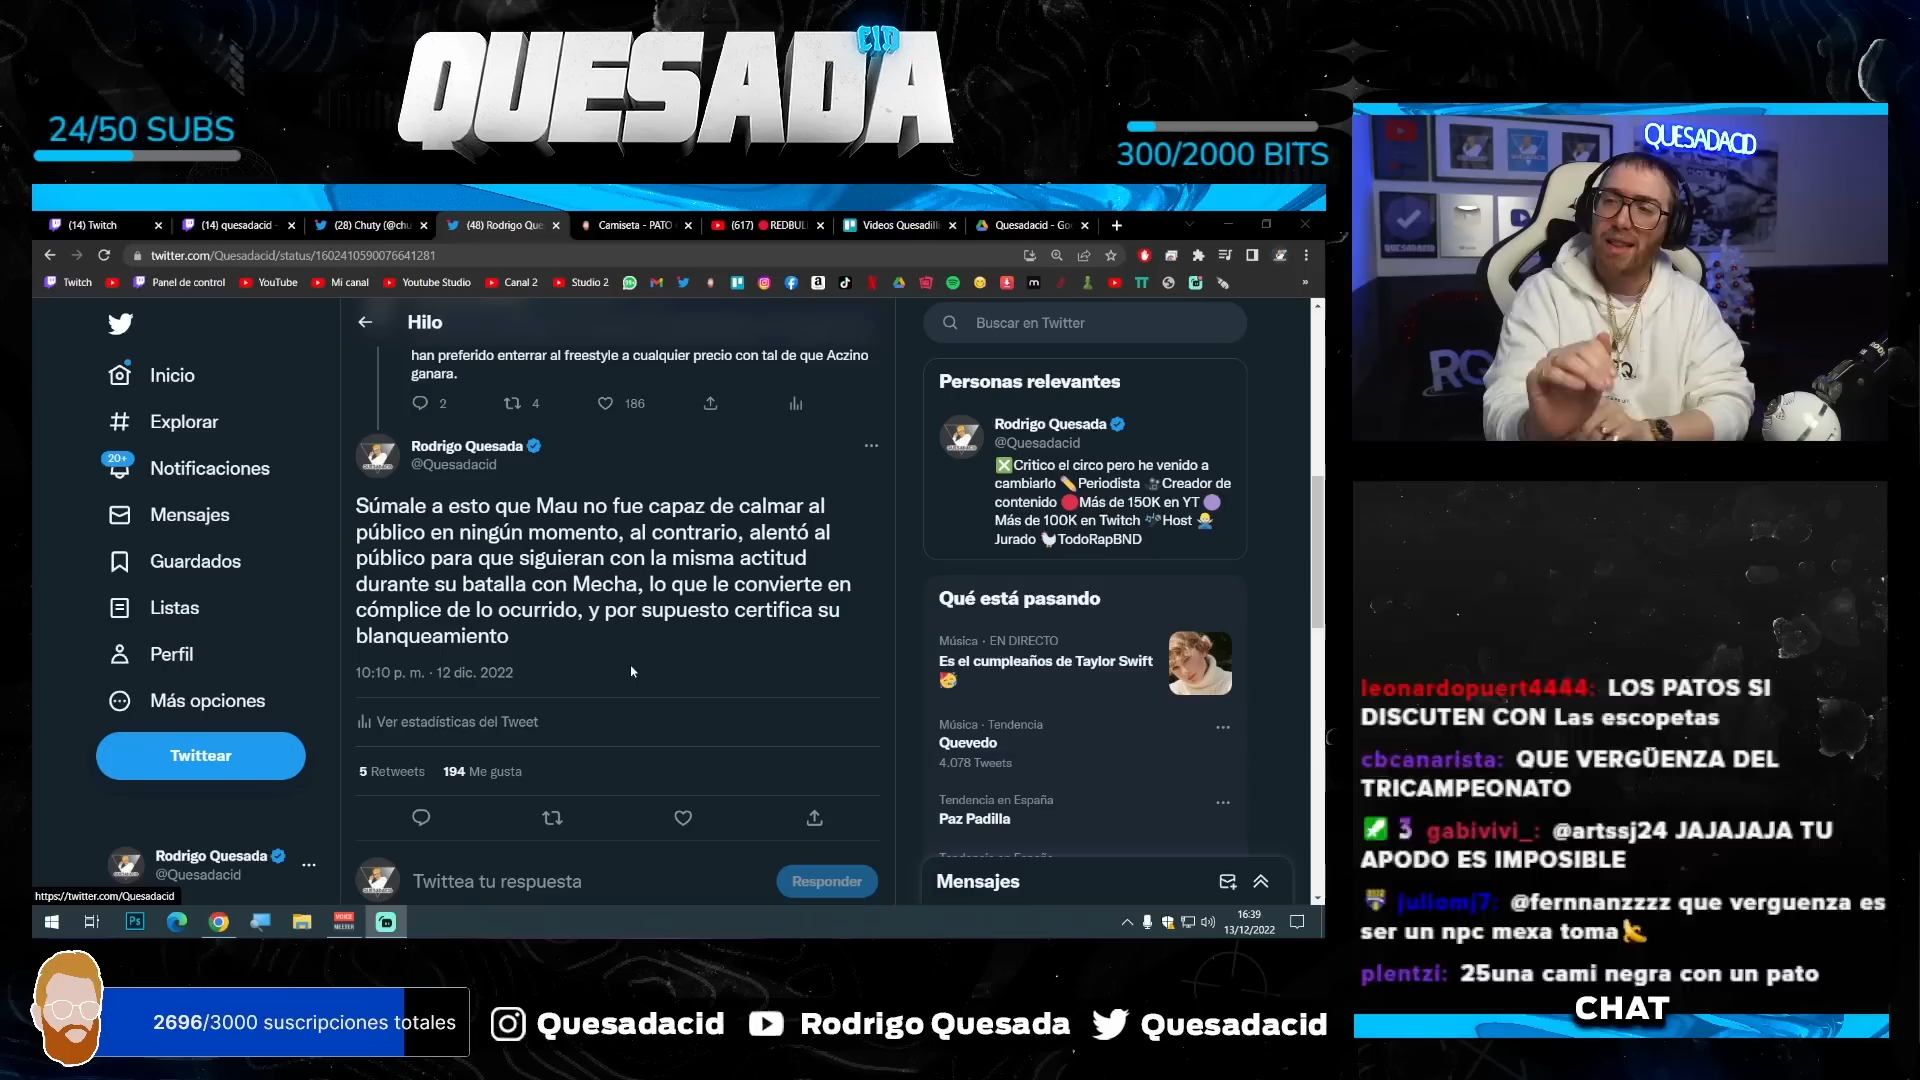 QUESADA
CID
24/50 SUBS
300/2000 BITS
(14) Twitch
(14) quesadacid -
(28) Chuty (@chu
(48) Rodrigo Que
Camiseta - PATO
(617) REDBUL
Videos Quesadilli
Quesadacid - Go
twitter.com/Quesadacid/status/1602410590076641281
Twitch
Panel de control
YouTube
Mi canal
Youtube Studio
Canal 2
Studio 2
Inicio
Explorar
20+
Notificaciones
Mensajes
Guardados
Listas
Perfil
Más opciones
Twittear
Rodrigo Quesada
@Quesadacid
https://twitter.com/Quesadacid
Hilo
han preferido enterrar al freestyle a cualquier precio con tal de que Aczino
ganara.
2 4 186
Rodrigo Quesada
@Quesadacid
Súmale a esto que Mau no fue capaz de calmar al
público en ningún momento, al contrario, alentó al
público para que siguieran con la misma actitud
durante su batalla con Mecha, lo que le convierte en
cómplice de lo ocurrido, y por supuesto certifica su
blanqueamiento
10:10 p. m. · 12 dic. 2022
Ver estadísticas del Tweet
5 Retweets 194 Me gusta
Twittea tu respuesta
Responder
Buscar en Twitter
Personas relevantes
Rodrigo Quesada
@Quesadacid
❎Critico el circo pero he venido a
cambiarlo ✏️Periodista 🎥Creador de
contenido 🔴Más de 150K en YT 🟣
Más de 100K en Twitch 🎤Host 🙅‍♂️
Jurado 🐓TodoRapBND
Qué está pasando
Música · EN DIRECTO
Es el cumpleaños de Taylor Swift
🥳
Música · Tendencia
Quevedo
4.078 Tweets
Tendencia en España
Paz Padilla
Tendencia en España
Mensajes
Ps
VOICE
MEETER
16:39
13/12/2022
QUESADACID
QUESADACID
RQ
leonardopuert4444: LOS PATOS SI
DISCUTEN CON Las escopetas
cbcanarista: QUE VERGÜENZA DEL
TRICAMPEONATO
3 gabivivi_: @artssj24 JAJAJAJA TU
APODO ES IMPOSIBLE
juliomj7: @fernnanzzzz que verguenza es
ser un npc mexa toma
plentzi: 25una cami negra con un pato
CHAT
2696/3000 suscripciones totales
Quesadacid
Rodrigo Quesada
Quesadacid